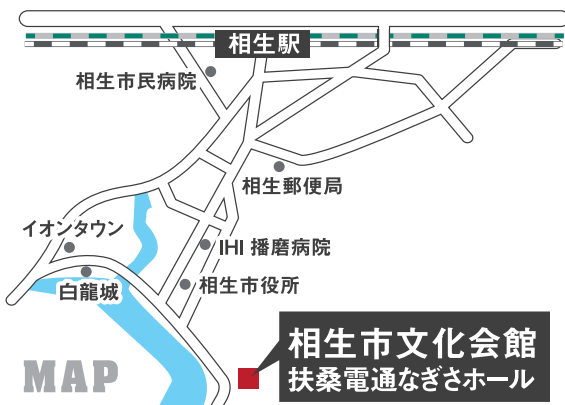 相生駅
相生市民病院
相生郵便局
イオンタウン
IHI 播磨病院
白龍城
相生市役所
相生市文化会館
扶桑電通なぎさホール
MAP